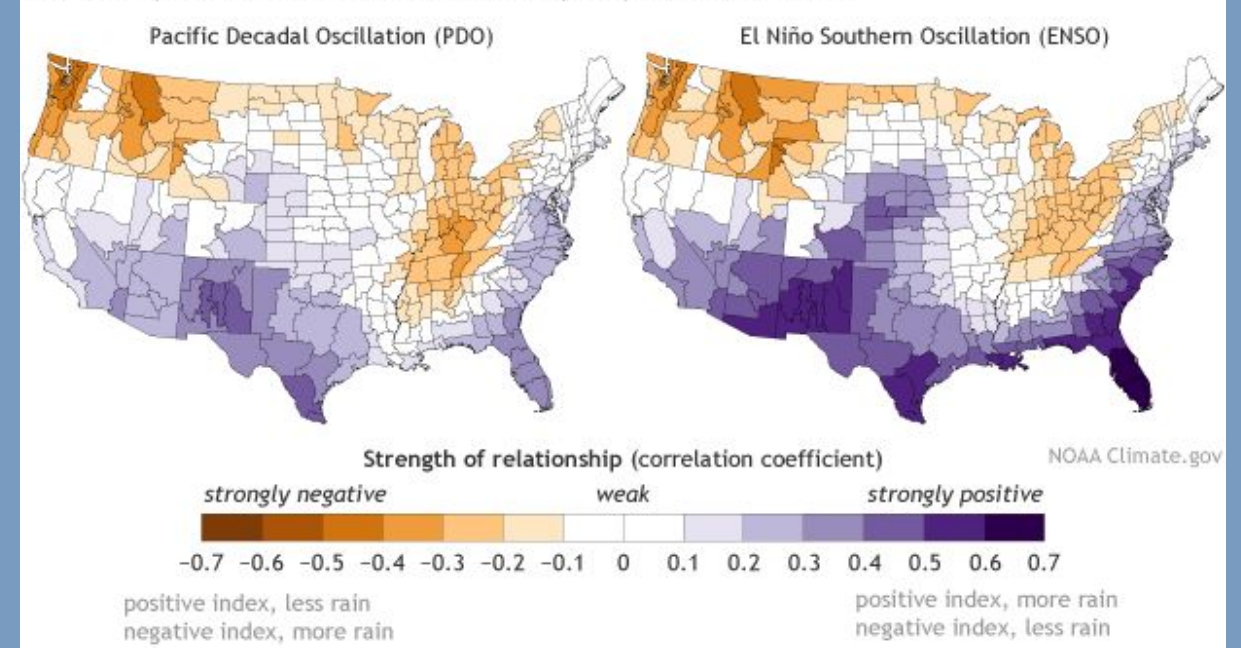 Pacific Decadal Oscillation (PDO)
El Niño Southern Oscillation (ENSO)
Strength of relationship (correlation coefficient)
NOAA Climate.gov
strongly negative weak strongly positive
−0.7 −0.6 −0.5 −0.4 −0.3 −0.2 −0.1 0 0.1 0.2 0.3 0.4 0.5 0.6 0.7
positive index, less rain
negative index, more rain
positive index, more rain
negative index, less rain